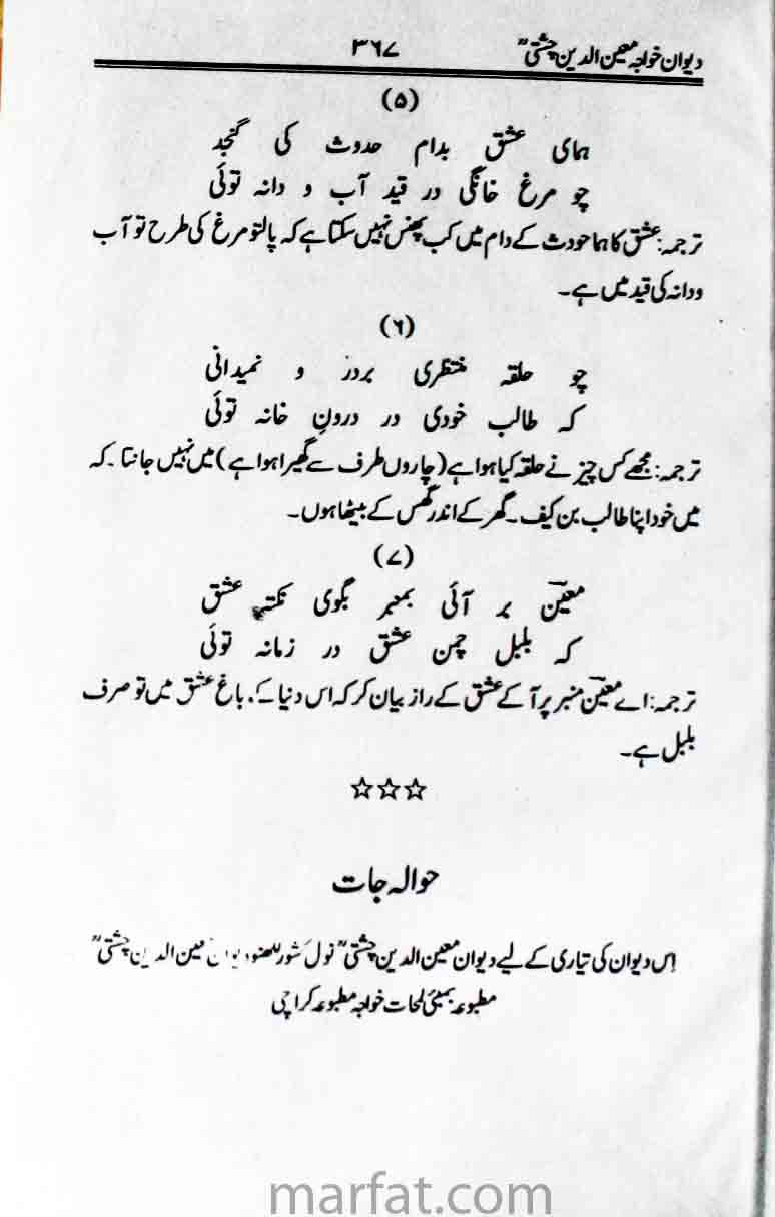 دیوان خواجہ معین الدین چشتیؒ ۳۶۷
(۵)
ہمای عشق بدام حدوث کی گنجد
چو مرغ خانگی در قید آب و دانہ توئی
ترجمہ: عشق کا ہما حودث کے دام میں کب پھنس نہیں سکتا ہے کہ پالتو مرغ کی طرح تو آب
ودانہ کی قید میں ہے۔
(۶)
چو حلقہ منتظری بردر و نمیدانی
کہ طالب خودی در درونِ خانہ توئی
ترجمہ: مجھے کس چیز نے حلقہ کیا ہوا ہے (چاروں طرف سے گھیرا ہوا ہے) میں نہیں جانتا ۔ کہ
میں خود اپنا طالب بن کیف ۔ گھر کے اندر گھس کے بیٹھا ہوں۔
(۷)
معینؔ بر آئی بمنبر بگوی نکتہ عشق
کہ بلبل چمن عشق در زمانہ توئی
ترجمہ: اے معینؔ منبر پر آ کے عشق کے راز بیان کر کہ اس دنیا کے باغ عشق میں تو صرف
بلبل ہے۔
☆☆☆
حوالہ جات
اس دیوان کی تیاری کے لیے دیوان معین الدین چشتیؒ نول کشور لکھنو دیوان معین الدین چشتیؒ
مطبوعہ بمبئی لمحات خواجہ مطبوعہ کراچی
marfat.com